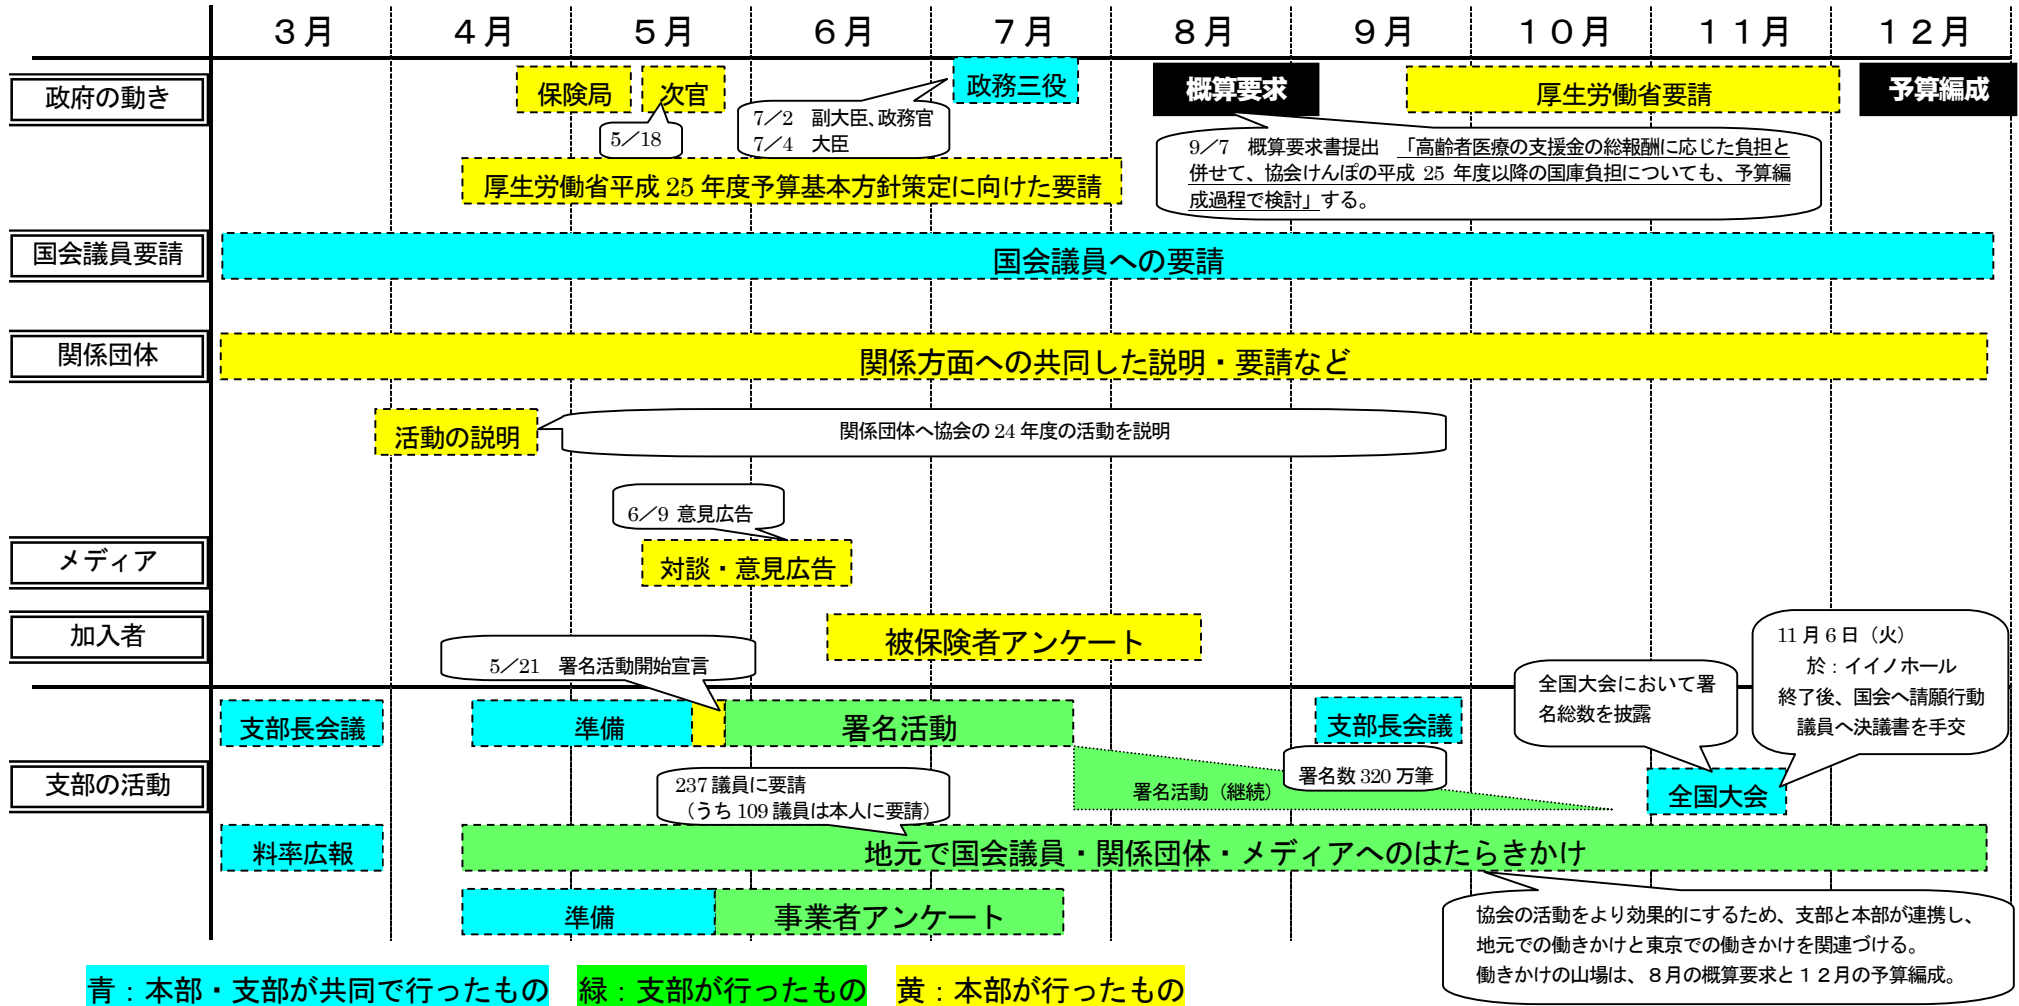 ３月 ４月 ５月 ６月 ７月 ８月 ９月 １０月 １１月 １２月
政府の動き
保険局
次官
政務三役
概算要求
厚生労働省要請
予算編成
5／18
7／2 副大臣、政務官
7／4 大臣
9／7 概算要求書提出 「高齢者医療の支援金の総報酬に応じた負担と
併せて、協会けんぽの平成 25 年度以降の国庫負担についても、予算編
成過程で検討」する。
厚生労働省平成 25 年度予算基本方針策定に向けた要請
国会議員要請
国会議員への要請
関係団体
関係方面への共同した説明・要請など
活動の説明
関係団体へ協会の 24 年度の活動を説明
6／9 意見広告
メディア
対談・意見広告
加入者
被保険者アンケート
5／21 署名活動開始宣言
全国大会において署
名総数を披露
11 月 6 日（火）
於：イイノホール
終了後、国会へ請願行動
議員へ決議書を手交
支部長会議
準備
署名活動
支部長会議
支部の活動
237 議員に要請
（うち 109 議員は本人に要請）
署名活動（継続）
署名数 320 万筆
全国大会
料率広報
地元で国会議員・関係団体・メディアへのはたらきかけ
準備
事業者アンケート
協会の活動をより効果的にするため、支部と本部が連携し、
地元での働きかけと東京での働きかけを関連づける。
働きかけの山場は、８月の概算要求と１２月の予算編成。
青：本部・支部が共同で行ったもの 緑：支部が行ったもの 黄：本部が行ったもの